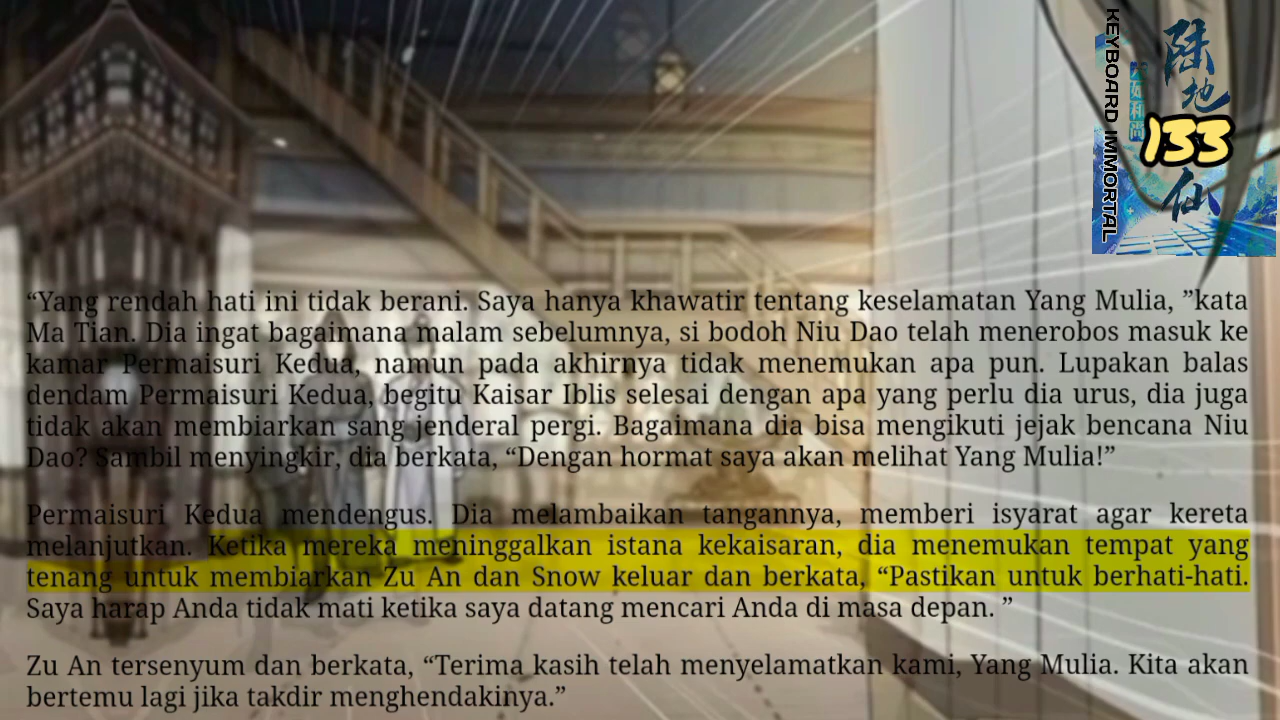 KEYBOARD IMMORTAL
陆地
133
仙
“Yang rendah hati ini tidak berani. Saya hanya khawatir tentang keselamatan Yang Mulia, ”kata
Ma Tian. Dia ingat bagaimana malam sebelumnya, si bodoh Niu Dao telah menerobos masuk ke
kamar Permaisuri Kedua, namun pada akhirnya tidak menemukan apa pun. Lupakan balas
dendam Permaisuri Kedua, begitu Kaisar Iblis selesai dengan apa yang perlu dia urus, dia juga
tidak akan membiarkan sang jenderal pergi. Bagaimana dia bisa mengikuti jejak bencana Niu
Dao? Sambil menyingkir, dia berkata, “Dengan hormat saya akan melihat Yang Mulia!”
Permaisuri Kedua mendengus. Dia melambaikan tangannya, memberi isyarat agar kereta
melanjutkan. Ketika mereka meninggalkan istana kekaisaran, dia menemukan tempat yang
tenang untuk membiarkan Zu An dan Snow keluar dan berkata, “Pastikan untuk berhati-hati.
Saya harap Anda tidak mati ketika saya datang mencari Anda di masa depan. ”
Zu An tersenyum dan berkata, “Terima kasih telah menyelamatkan kami, Yang Mulia. Kita akan
bertemu lagi jika takdir menghendakinya.”